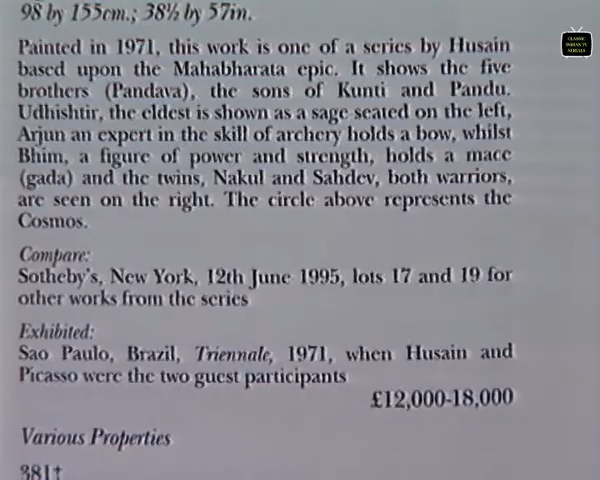 98 by 155cm.; 38½ by 57in.
Painted in 1971, this work is one of a series by Husain
based upon the Mahabharata epic. It shows the five
brothers (Pandava), the sons of Kunti and Pandu.
Udhishtir, the eldest is shown as a sage seated on the left,
Arjun an expert in the skill of archery holds a bow, whilst
Bhim, a figure of power and strength, holds a mace
(gada) and the twins, Nakul and Sahdev, both warriors,
are seen on the right. The circle above represents the
Cosmos.
Compare:
Sotheby's, New York, 12th June 1995, lots 17 and 19 for
other works from the series
Exhibited:
Sao Paulo, Brazil, Triennale, 1971, when Husain and
Picasso were the two guest participants
£12,000-18,000
Various Properties
381†
CLASSIC
INDIAN TV
SERIALS